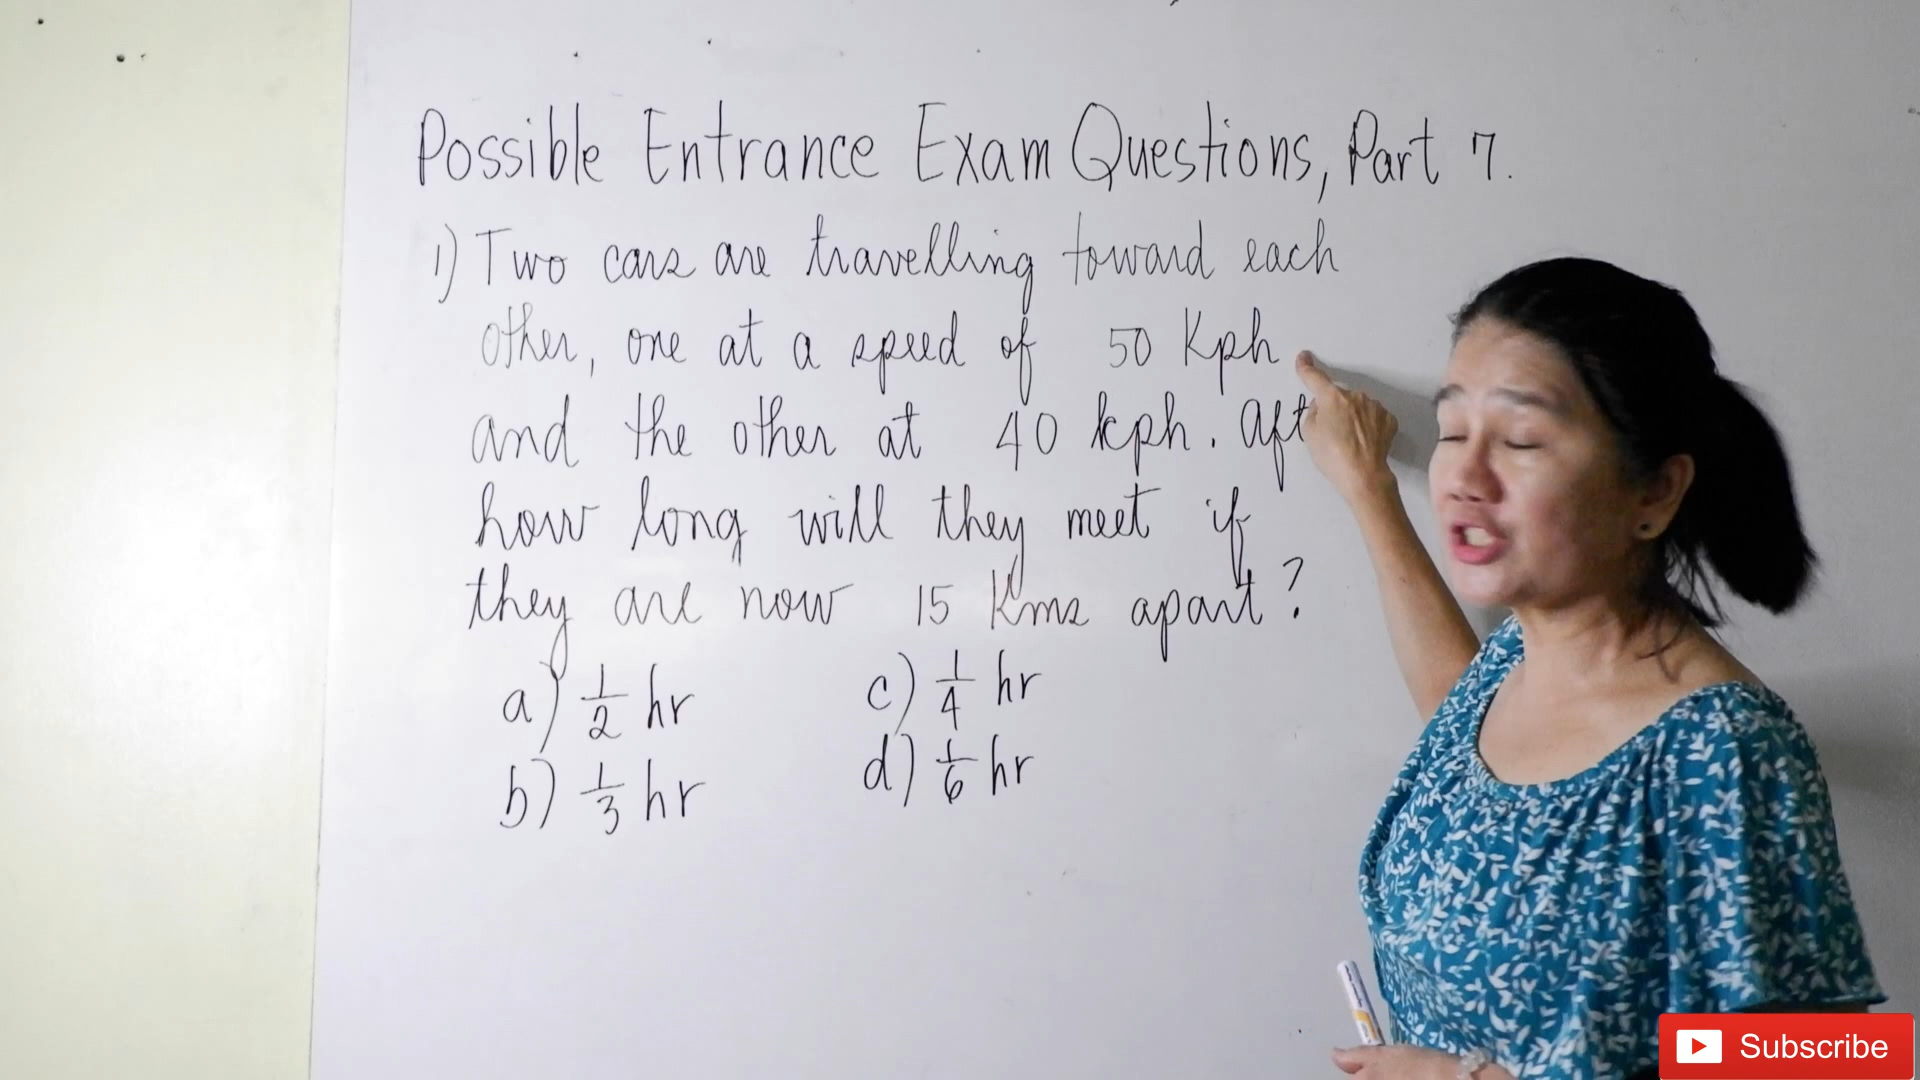 Possible Entrance Exam Questions, Part 7.
1) Two cars are travelling toward each
other, one at a speed of 50 Kph
and the other at 40 kph. Aft
how long will they meet if
they are now 15 Kms apart?
a) 1/2 hr c) 1/4 hr
b) 1/3 hr d) 1/6 hr
Subscribe